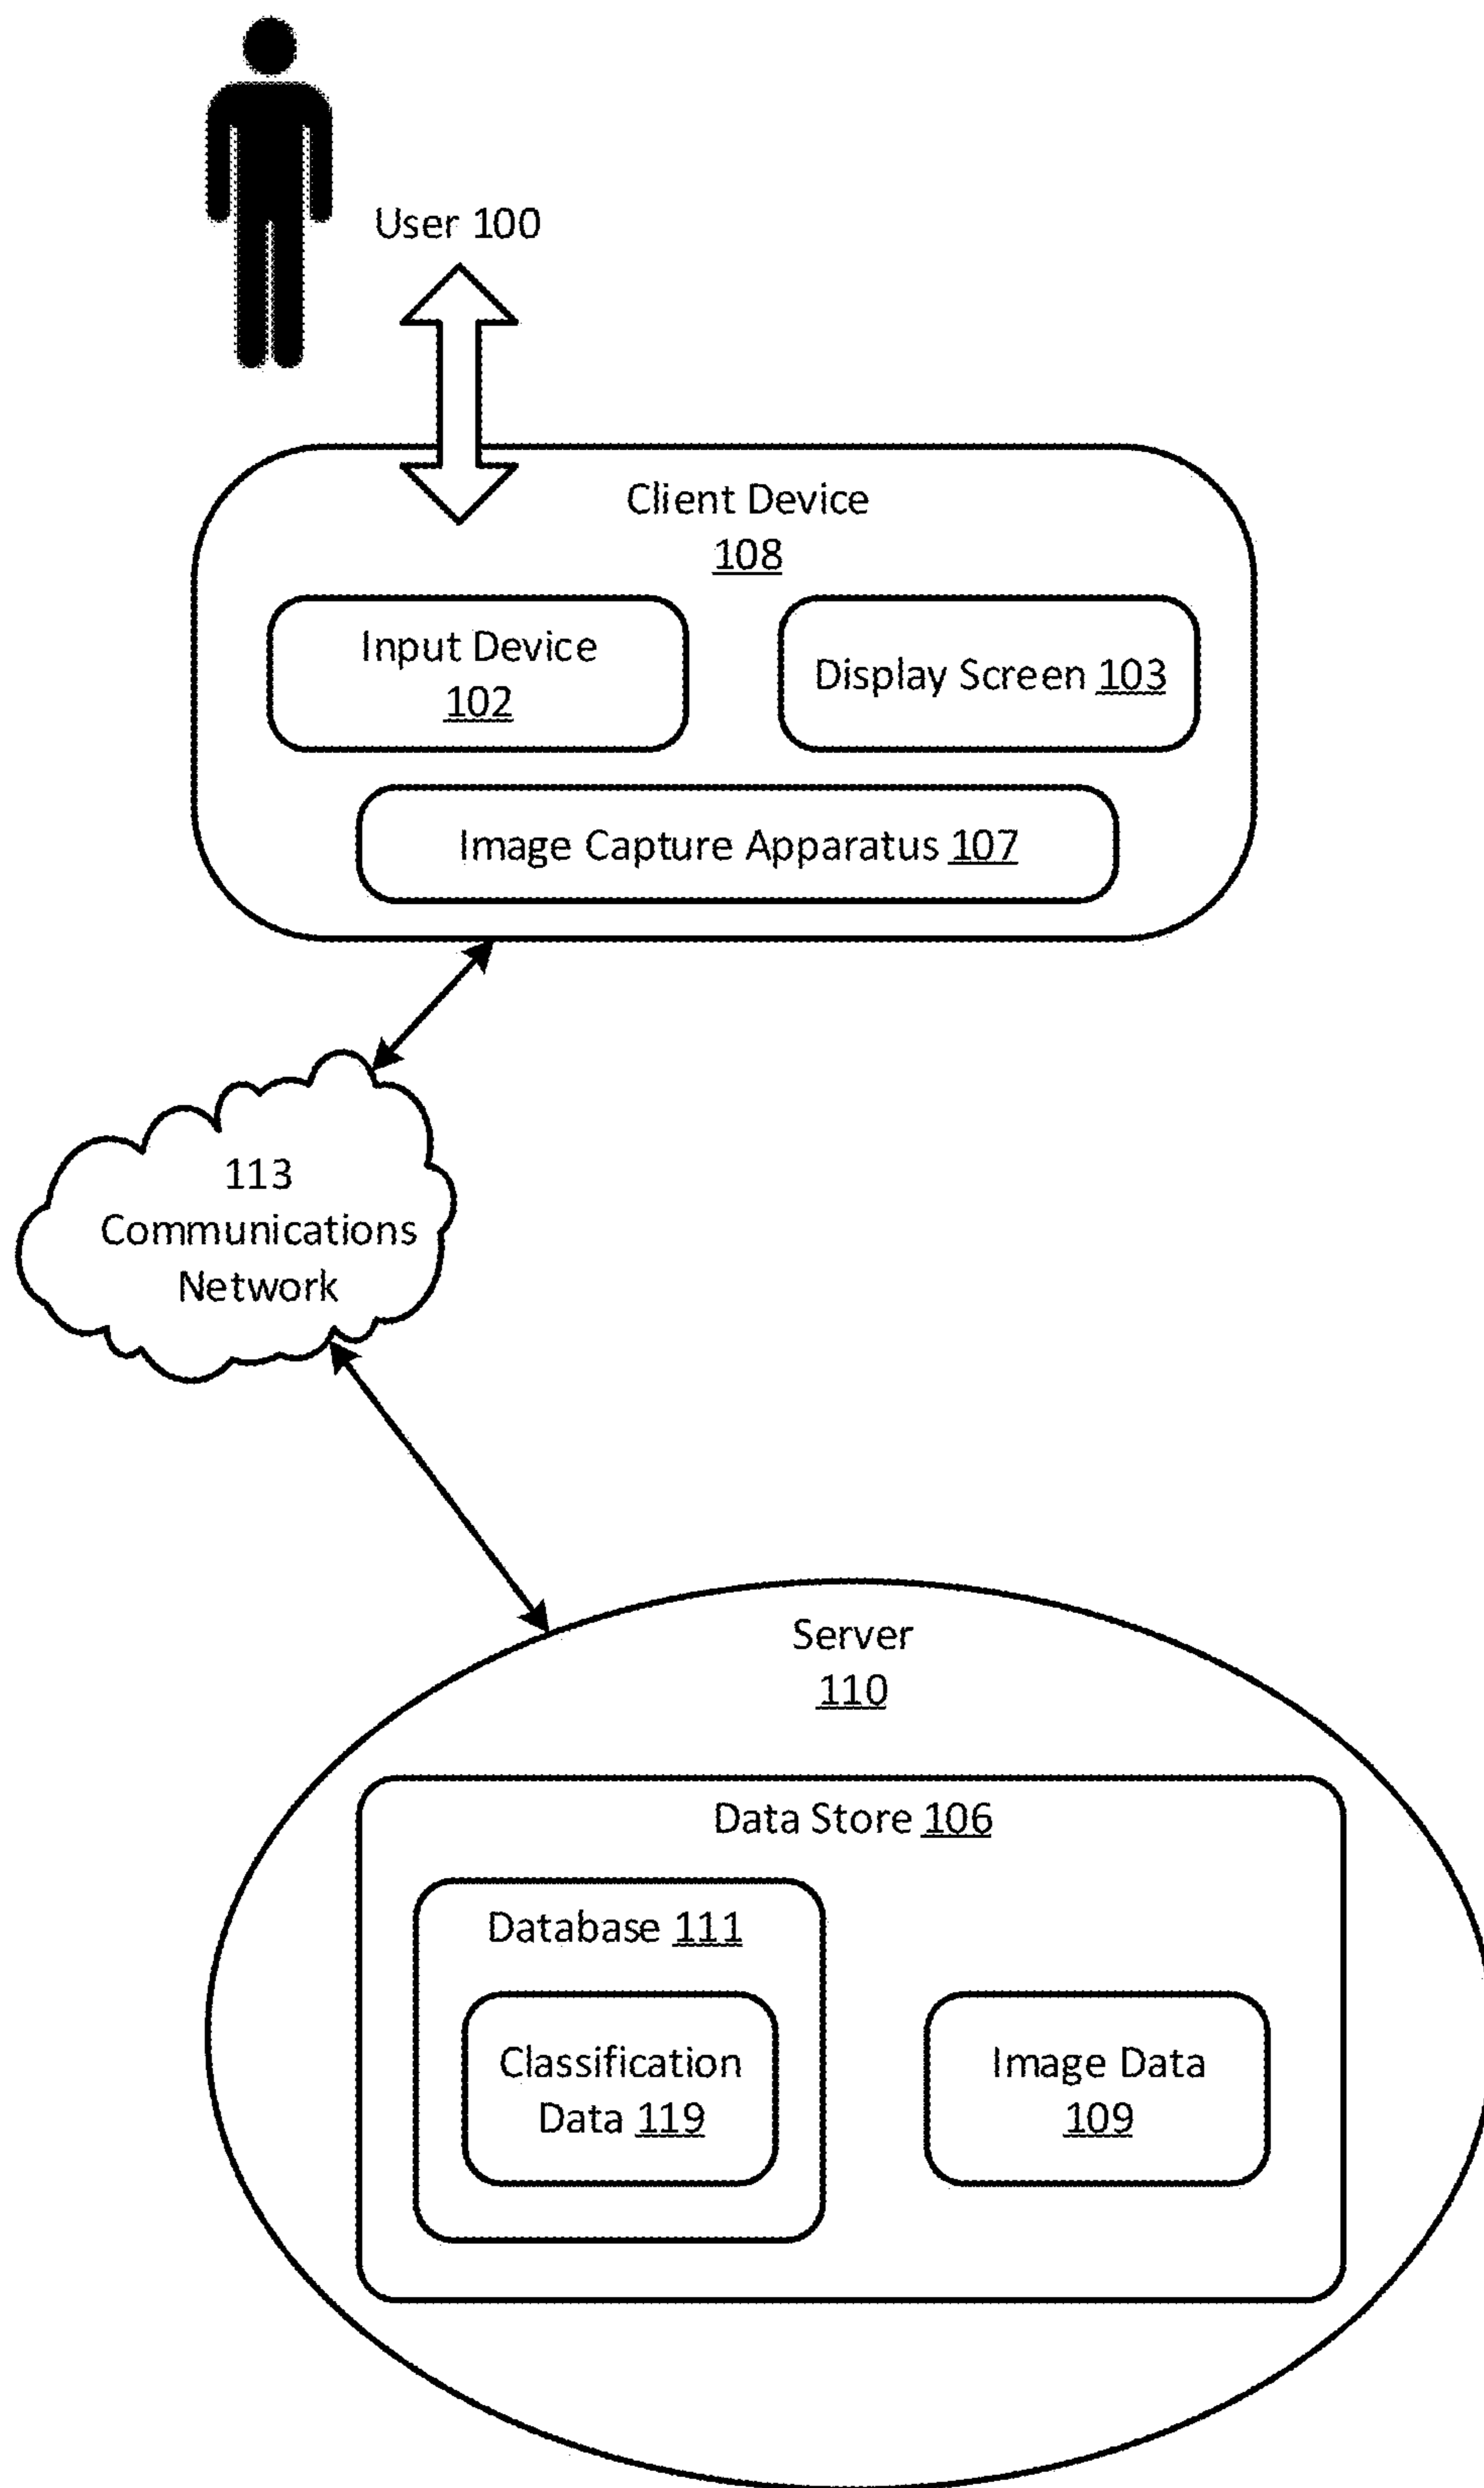 User 100
Client Device
108
Input Device
102
Display Screen 103
Image Capture Apparatus 107
113
Communications
Network
Server
110
Data Store 106
Database 111
Classification
Data 119
Image Data
109